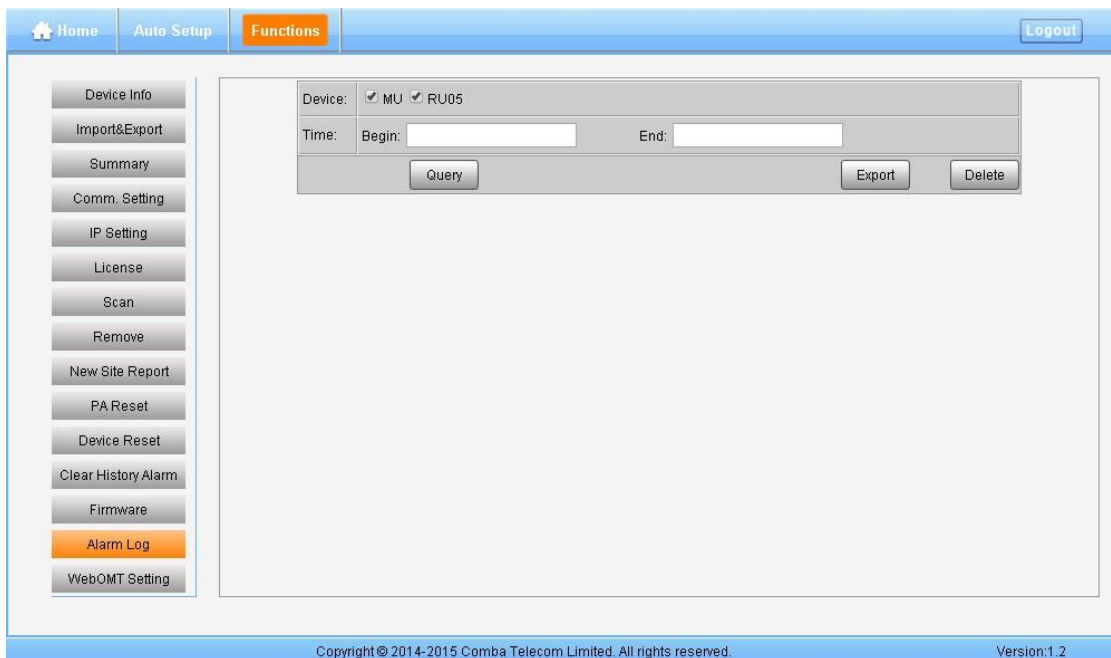 Home Auto Setup Functions Logout
Device Info
Import&Export
Summary
Comm. Setting
IP Setting
License
Scan
Remove
New Site Report
PA Reset
Device Reset
Clear History Alarm
Firmware
Alarm Log
WebOMT Setting
Device: MU RU05
Time: Begin: End:
Query Export Delete
Copyright © 2014-2015 Comba Telecom Limited. All rights reserved. Version:1.2